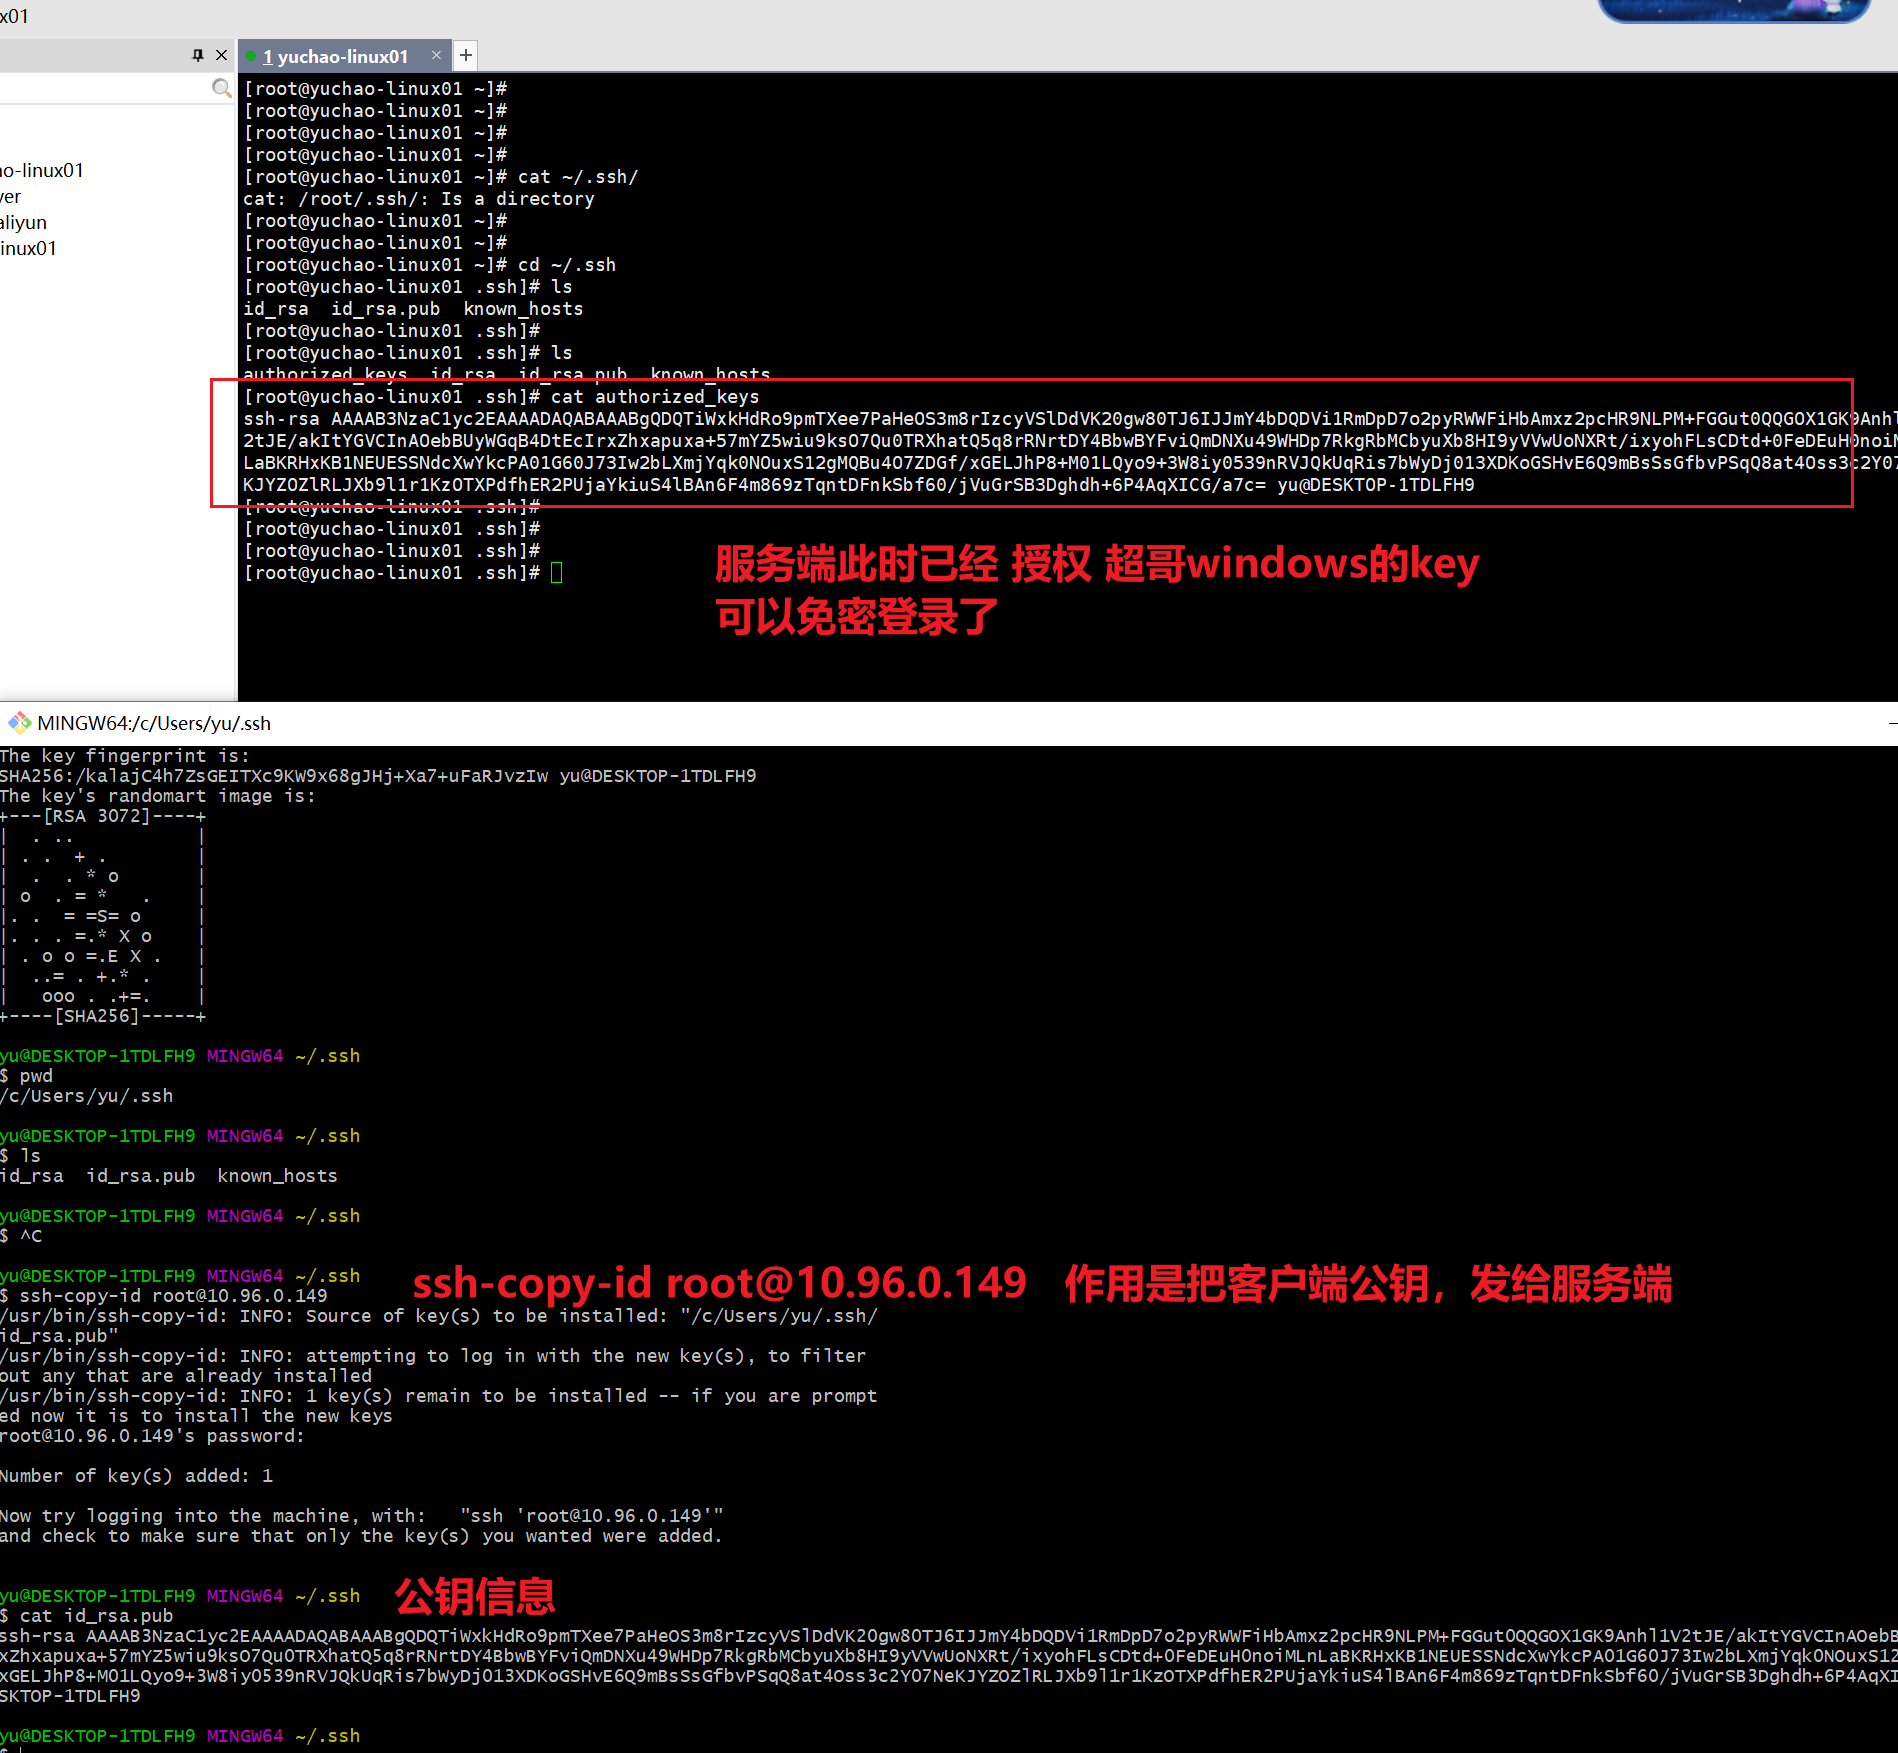 x01
1 yuchao-linux01
o-linux01
ver
aliyun
inux01
[root@yuchao-linux01 ~]#
[root@yuchao-linux01 ~]#
[root@yuchao-linux01 ~]#
[root@yuchao-linux01 ~]#
[root@yuchao-linux01 ~]# cat ~/.ssh/
cat: /root/.ssh/: Is a directory
[root@yuchao-linux01 ~]#
[root@yuchao-linux01 ~]#
[root@yuchao-linux01 ~]# cd ~/.ssh
[root@yuchao-linux01 .ssh]# ls
id_rsa  id_rsa.pub  known_hosts
[root@yuchao-linux01 .ssh]#
[root@yuchao-linux01 .ssh]# ls
authorized_keys  id_rsa  id_rsa.pub  known_hosts
[root@yuchao-linux01 .ssh]# cat authorized_keys
ssh-rsa AAAAB3NzaC1yc2EAAAADAQABAAABgQDQTiWxkHdRo9pmTXee7PaHeOS3m8rIzcyVSlDdVK20gw80TJ6IJJmY4bDQDVi1RmDpD7o2pyRWWFiHbAmxz2pcHR9NLPM+FGGut0QQGOX1GK9Anhl
2tJE/akItYGVCInAOebBUyWGqB4DtEcIrxZhxapuxa+57mYZ5wiu9ksO7Qu0TRXhatQ5q8rRNrtDY4BbwBYFviQmDNXu49WHDp7RkgRbMCbyuXb8HI9yVVwUoNXRt/ixyohFLsCDtd+0FeDEuH0noiM
LaBKRHxKB1NEUESSNdcXwYkcPA01G60J73Iw2bLXmjYqk0NOuxS12gMQBu4O7ZDGf/xGELJhP8+M01LQyo9+3W8iy0539nRVJQkUqRis7bWyDj013XDKoGSHvE6Q9mBsSsGfbvPSqQ8at4Oss3c2Y07
KJYZOZlRLJXb9l1r1KzOTXPdfhER2PUjaYkiuS4lBAn6F4m869zTqntDFnkSbf60/jVuGrSB3Dghdh+6P4AqXICG/a7c= yu@DESKTOP-1TDLFH9
[root@yuchao-linux01 .ssh]#
[root@yuchao-linux01 .ssh]#
[root@yuchao-linux01 .ssh]#
[root@yuchao-linux01 .ssh]#
服务端此时已经 授权 超哥windows的key
可以免密登录了
MINGW64:/c/Users/yu/.ssh
The key fingerprint is:
SHA256:/kalajC4h7ZsGEITXc9KW9x68gJHj+Xa7+uFaRJvzIw yu@DESKTOP-1TDLFH9
The key's randomart image is:
+---[RSA 3072]----+
|  . ..           |
| . .  + .        |
|  .  . * o       |
| o  . = *   .    |
|. .  = =S= o     |
|. . . =.* X o    |
| . o o =.E X .   |
|  ..= . +.* .    |
|   ooo . .+=.    |
+----[SHA256]-----+
yu@DESKTOP-1TDLFH9 MINGW64 ~/.ssh
$ pwd
/c/Users/yu/.ssh
yu@DESKTOP-1TDLFH9 MINGW64 ~/.ssh
$ ls
id_rsa  id_rsa.pub  known_hosts
yu@DESKTOP-1TDLFH9 MINGW64 ~/.ssh
$ ^C
yu@DESKTOP-1TDLFH9 MINGW64 ~/.ssh
ssh-copy-id root@10.96.0.149 作用是把客户端公钥，发给服务端
$ ssh-copy-id root@10.96.0.149
/usr/bin/ssh-copy-id: INFO: Source of key(s) to be installed: "/c/Users/yu/.ssh/
id_rsa.pub"
/usr/bin/ssh-copy-id: INFO: attempting to log in with the new key(s), to filter
out any that are already installed
/usr/bin/ssh-copy-id: INFO: 1 key(s) remain to be installed -- if you are prompt
ed now it is to install the new keys
root@10.96.0.149's password:
Number of key(s) added: 1
Now try logging into the machine, with:   "ssh 'root@10.96.0.149'"
and check to make sure that only the key(s) you wanted were added.
yu@DESKTOP-1TDLFH9 MINGW64 ~/.ssh
公钥信息
$ cat id_rsa.pub
ssh-rsa AAAAB3NzaC1yc2EAAAADAQABAAABgQDQTiWxkHdRo9pmTXee7PaHeOS3m8rIzcyVSlDdVK20gw80TJ6IJJmY4bDQDVi1RmDpD7o2pyRWWFiHbAmxz2pcHR9NLPM+FGGut0QQGOX1GK9Anhl1V2tJE/akItYGVCInAOebB
xZhxapuxa+57mYZ5wiu9ksO7Qu0TRXhatQ5q8rRNrtDY4BbwBYFviQmDNXu49WHDp7RkgRbMCbyuXb8HI9yVVwUoNXRt/ixyohFLsCDtd+0FeDEuH0noiMLnLaBKRHxKB1NEUESSNdcXwYkcPA01G60J73Iw2bLXmjYqk0NOuxS12
xGELJhP8+M01LQyo9+3W8iy0539nRVJQkUqRis7bWyDj013XDKoGSHvE6Q9mBsSsGfbvPSqQ8at4Oss3c2Y07NeKJYZOZlRLJXb9l1r1KzOTXPdfhER2PUjaYkiuS4lBAn6F4m869zTqntDFnkSbf60/jVuGrSB3Dghdh+6P4AqXI
SKTOP-1TDLFH9
yu@DESKTOP-1TDLFH9 MINGW64 ~/.ssh
$